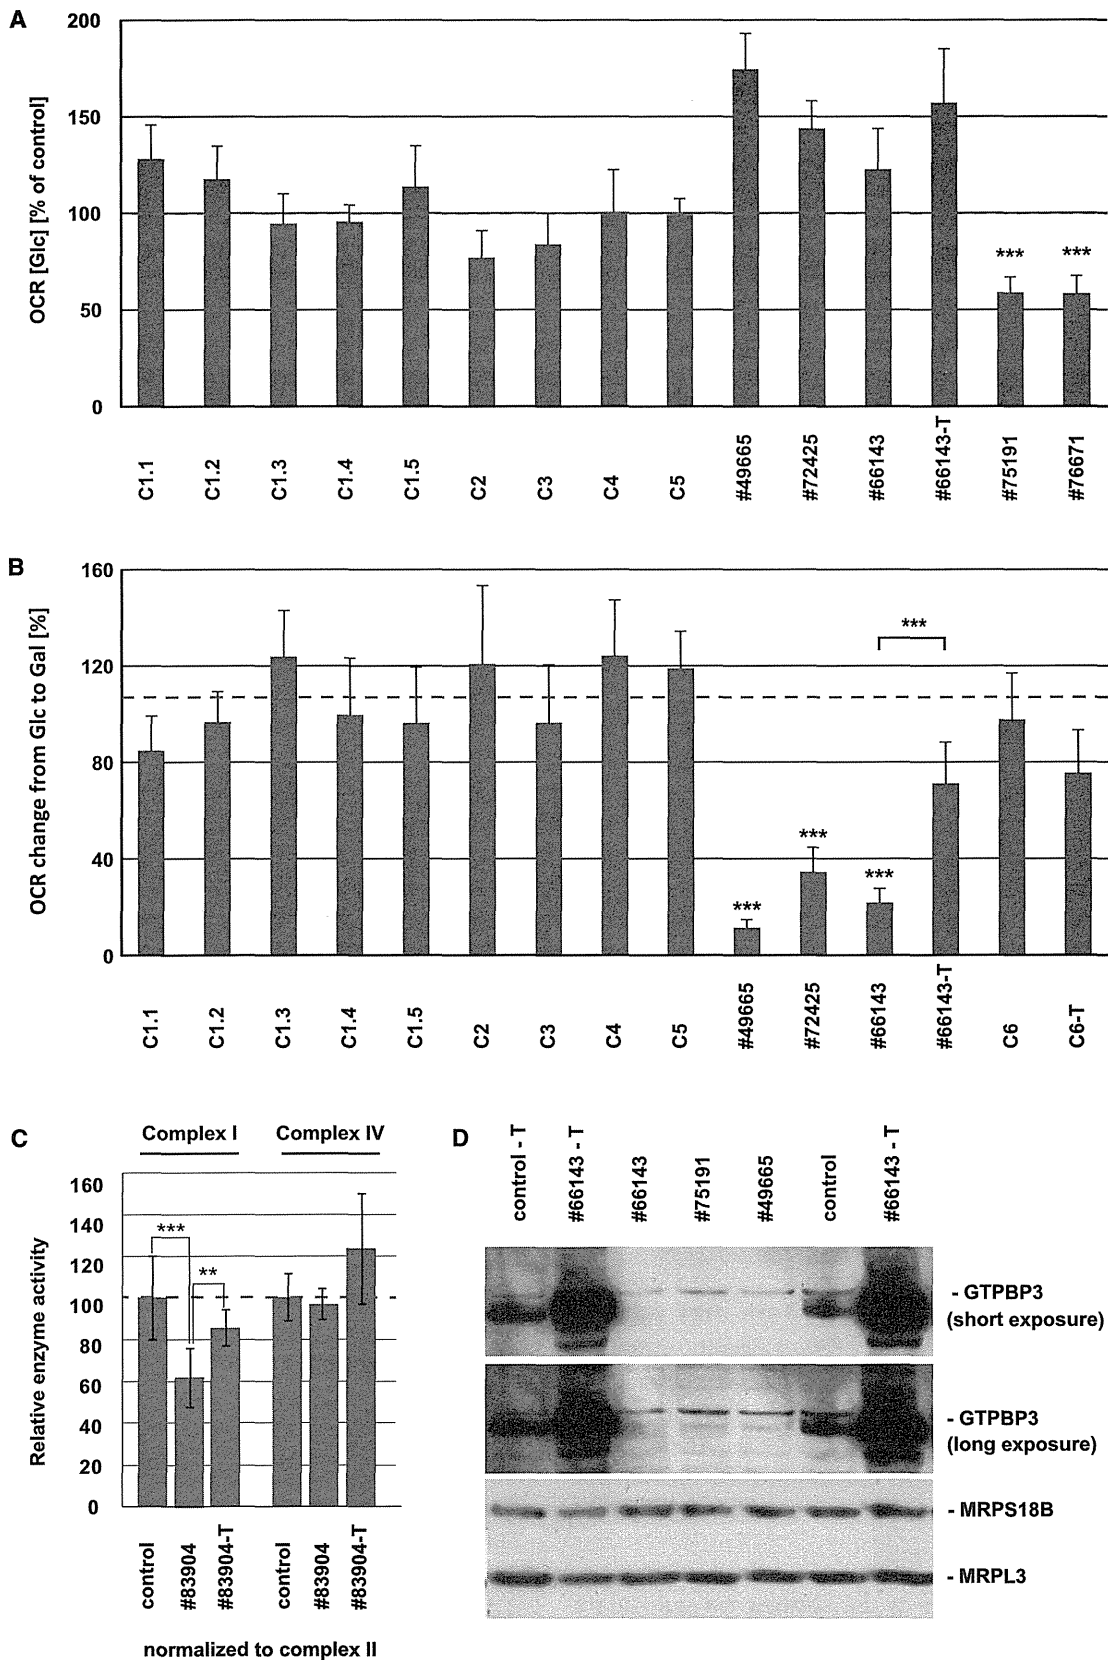 A
OCR [Glc] [% of control]
200
150
100
50
0
***
***
C1.1
C1.2
C1.3
C1.4
C1.5
C2
C3
C4
C5
#49665
#72425
#66143
#66143-T
#75191
#76671
B
OCR change from Glc to Gal [%]
160
120
80
40
0
***
***
***
***
C1.1
C1.2
C1.3
C1.4
C1.5
C2
C3
C4
C5
#49665
#72425
#66143
#66143-T
C6
C6-T
C
Complex I
Complex IV
Relative enzyme activity
160
140
120
100
80
60
40
20
0
***
**
control
#83904
#83904-T
control
#83904
#83904-T
normalized to complex II
D
control - T
#66143 - T
#66143
#75191
#49665
control
#66143 - T
- GTPBP3
(short exposure)
- GTPBP3
(long exposure)
- MRPS18B
- MRPL3